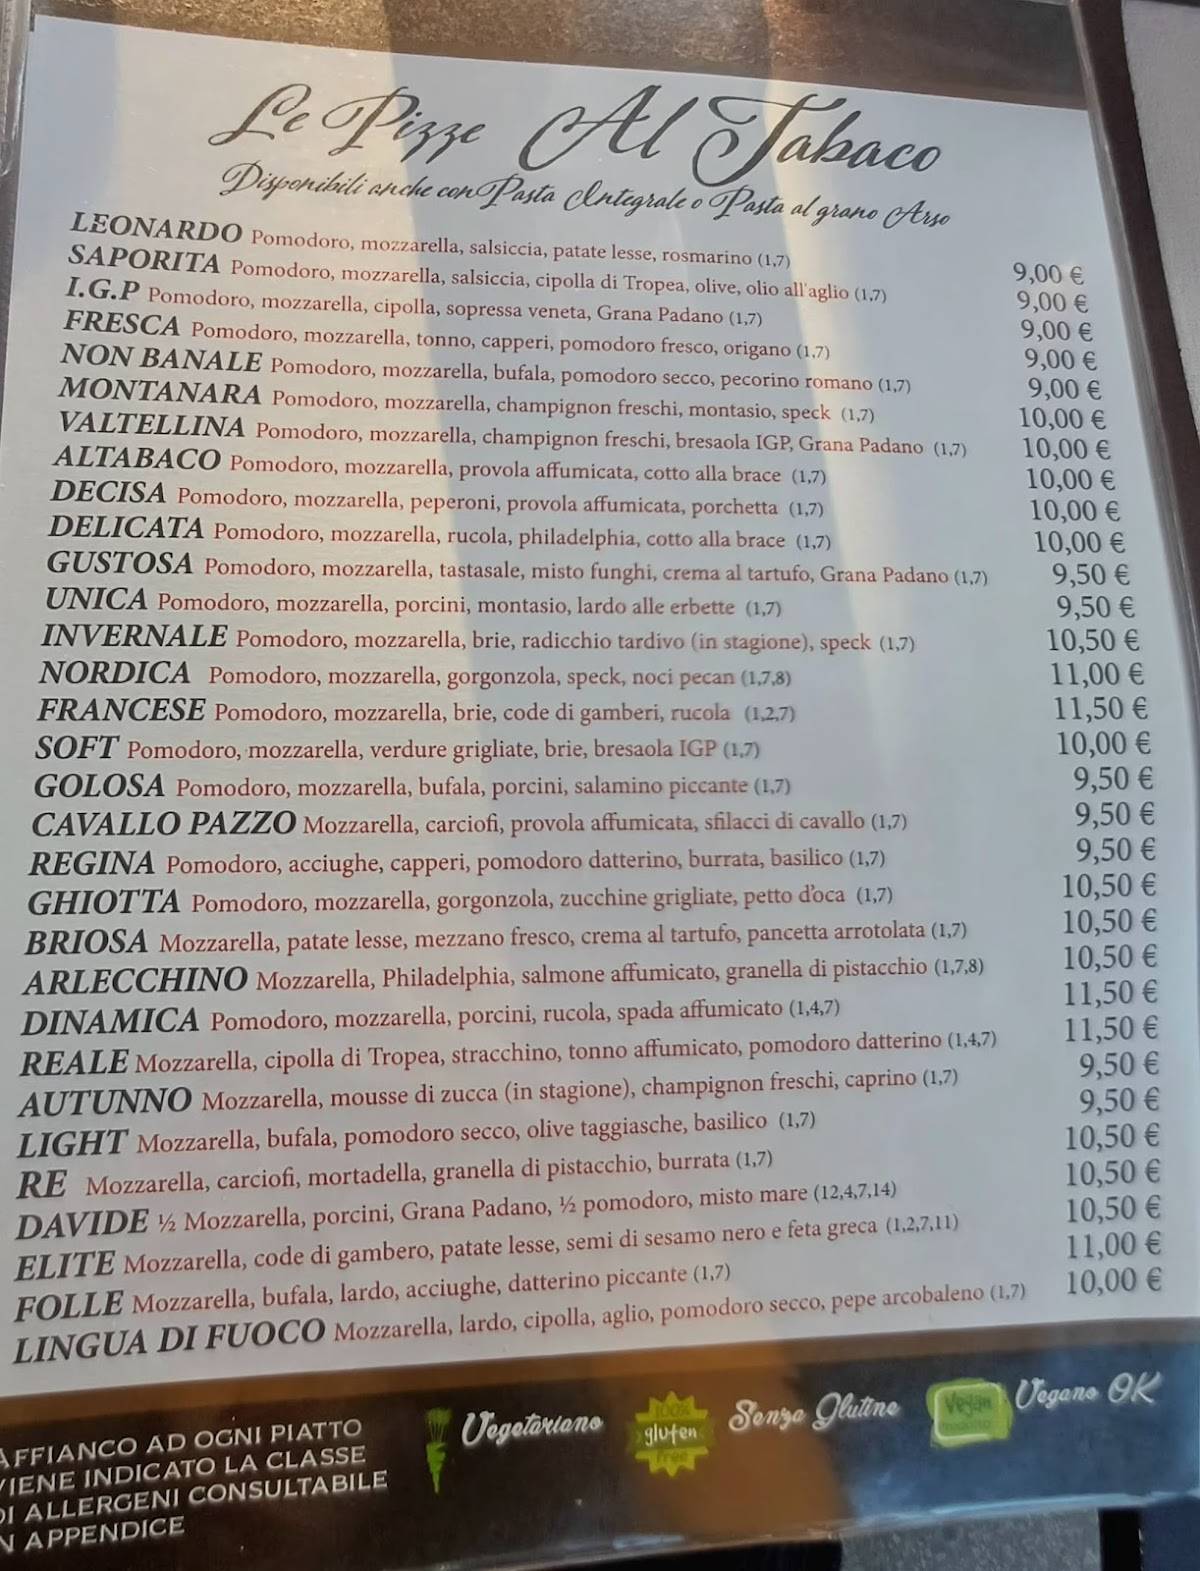 Le Pizze Al Tabaco
Disponibili anche con Pasta Integrale o Pasta al grano Arso
LEONARDO Pomodoro, mozzarella, salsiccia, patate lesse, rosmarino (1,7) 9,00 €
SAPORITA Pomodoro, mozzarella, salsiccia, cipolla di Tropea, olive, olio all'aglio (1,7) 9,00 €
I.G.P Pomodoro, mozzarella, cipolla, sopressa veneta, Grana Padano (1,7) 9,00 €
FRESCA Pomodoro, mozzarella, tonno, capperi, pomodoro fresco, origano (1,7) 9,00 €
NON BANALE Pomodoro, mozzarella, bufala, pomodoro secco, pecorino romano (1,7) 9,00 €
MONTANARA Pomodoro, mozzarella, champignon freschi, montasio, speck (1,7) 10,00 €
VALTELLINA Pomodoro, mozzarella, champignon freschi, bresaola IGP, Grana Padano (1,7) 10,00 €
ALTABACO Pomodoro, mozzarella, provola affumicata, cotto alla brace (1,7) 10,00 €
DECISA Pomodoro, mozzarella, peperoni, provola affumicata, porchetta (1,7) 10,00 €
DELICATA Pomodoro, mozzarella, rucola, philadelphia, cotto alla brace (1,7) 10,00 €
GUSTOSA Pomodoro, mozzarella, tastasale, misto funghi, crema al tartufo, Grana Padano (1,7) 9,50 €
UNICA Pomodoro, mozzarella, porcini, montasio, lardo alle erbette (1,7) 9,50 €
INVERNALE Pomodoro, mozzarella, brie, radicchio tardivo (in stagione), speck (1,7) 10,50 €
NORDICA Pomodoro, mozzarella, gorgonzola, speck, noci pecan (1,7,8) 11,00 €
FRANCESE Pomodoro, mozzarella, brie, code di gamberi, rucola (1,2,7) 11,50 €
SOFT Pomodoro, mozzarella, verdure grigliate, brie, bresaola IGP (1,7) 10,00 €
GOLOSA Pomodoro, mozzarella, bufala, porcini, salamino piccante (1,7) 9,50 €
CAVALLO PAZZO Mozzarella, carciofi, provola affumicata, sfilacci di cavallo (1,7) 9,50 €
REGINA Pomodoro, acciughe, capperi, pomodoro datterino, burrata, basilico (1,7) 9,50 €
GHIOTTA Pomodoro, mozzarella, gorgonzola, zucchine grigliate, petto d'oca (1,7) 10,50 €
BRIOSA Mozzarella, patate lesse, mezzano fresco, crema al tartufo, pancetta arrotolata (1,7) 10,50 €
ARLECCHINO Mozzarella, Philadelphia, salmone affumicato, granella di pistacchio (1,7,8) 10,50 €
DINAMICA Pomodoro, mozzarella, porcini, rucola, spada affumicato (1,4,7) 11,50 €
REALE Mozzarella, cipolla di Tropea, stracchino, tonno affumicato, pomodoro datterino (1,4,7) 11,50 €
AUTUNNO Mozzarella, mousse di zucca (in stagione), champignon freschi, caprino (1,7) 9,50 €
LIGHT Mozzarella, bufala, pomodoro secco, olive taggiasche, basilico (1,7) 9,50 €
RE Mozzarella, carciofi, mortadella, granella di pistacchio, burrata (1,7) 10,50 €
DAVIDE ½ Mozzarella, porcini, Grana Padano, ½ pomodoro, misto mare (12,4,7,14) 10,50 €
ELITE Mozzarella, code di gambero, patate lesse, semi di sesamo nero e feta greca (1,2,7,11) 10,50 €
FOLLE Mozzarella, bufala, lardo, acciughe, datterino piccante (1,7) 11,00 €
LINGUA DI FUOCO Mozzarella, lardo, cipolla, aglio, pomodoro secco, pepe arcobaleno (1,7) 10,00 €
AFFIANCO AD OGNI PIATTO
VIENE INDICATO LA CLASSE
DI ALLERGENI CONSULTABILE
N APPENDICE
Vegetariano
100%
gluten
free
Senza Glutine
Vegan
Vegano OK